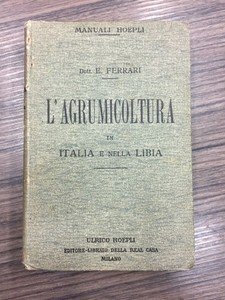 MANUALI HOEPLI
Dott. E. FERRARI
L'AGRUMICOLTURA
IN
ITALIA E NELLA LIBIA
ULRICO HOEPLI
EDITORE-LIBRAIO DELLA REAL CASA
MILANO